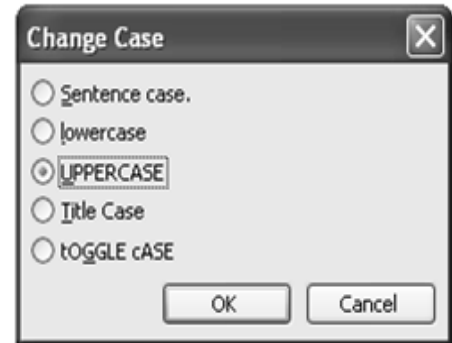 Change Case
Sentence case.
lowercase
UPPERCASE
Title Case
tOGGLE cASE
OK Cancel